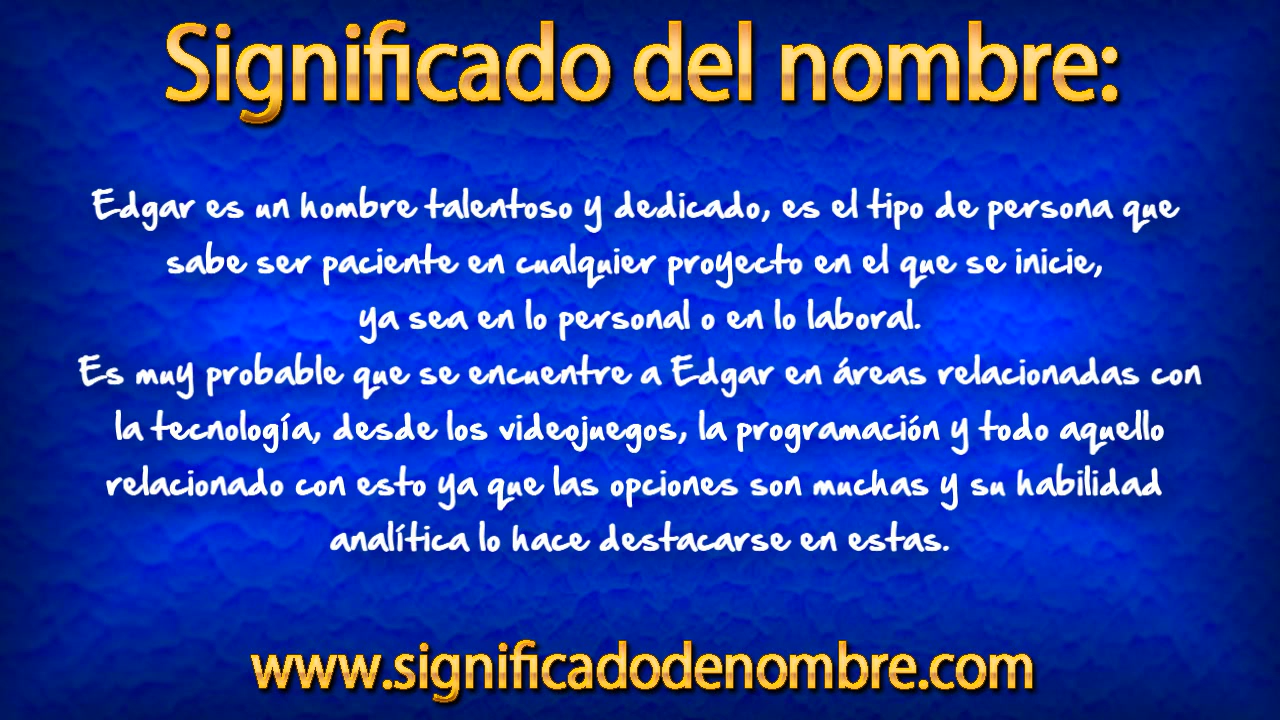 Significado del nombre:
Edgar es un hombre talentoso y dedicado, es el tipo de persona que
sabe ser paciente en cualquier proyecto en el que se inicie,
ya sea en lo personal o en lo laboral.
Es muy probable que se encuentre a Edgar en áreas relacionadas con
la tecnología, desde los videojuegos, la programación y todo aquello
relacionado con esto ya que las opciones son muchas y su habilidad
analítica lo hace destacarse en estas.
www.significadodenombre.com